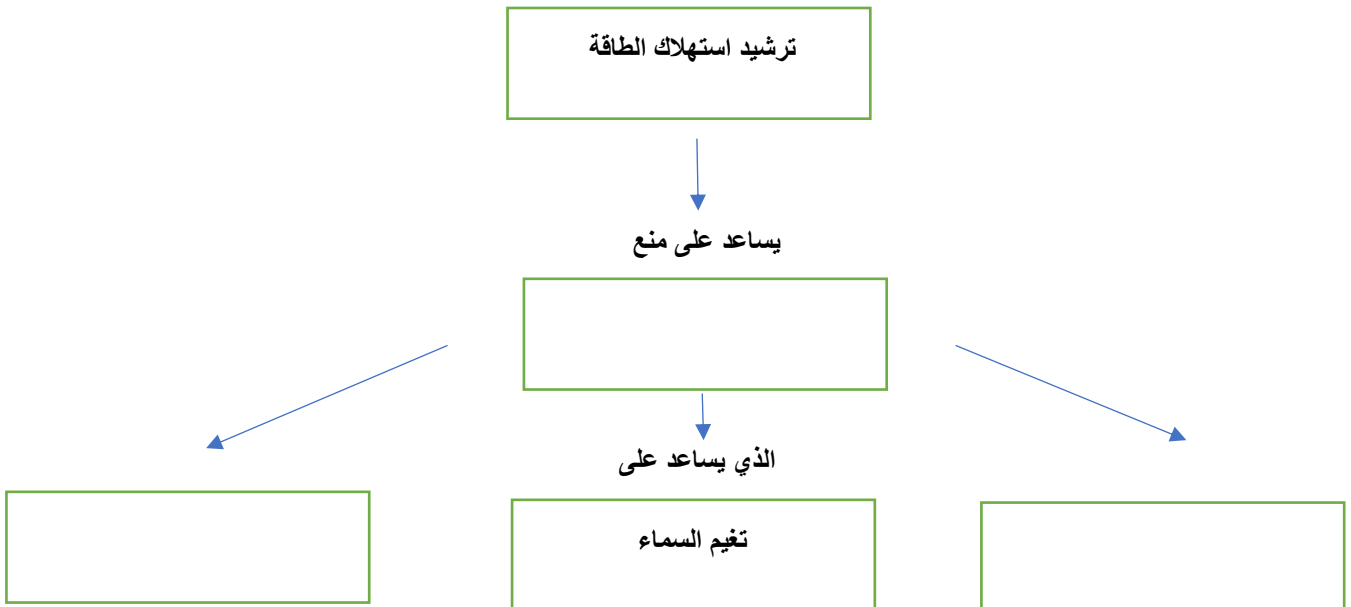 ترشيد استهلاك الطاقة
يساعد على منع
الذي يساعد على
تغيم السماء